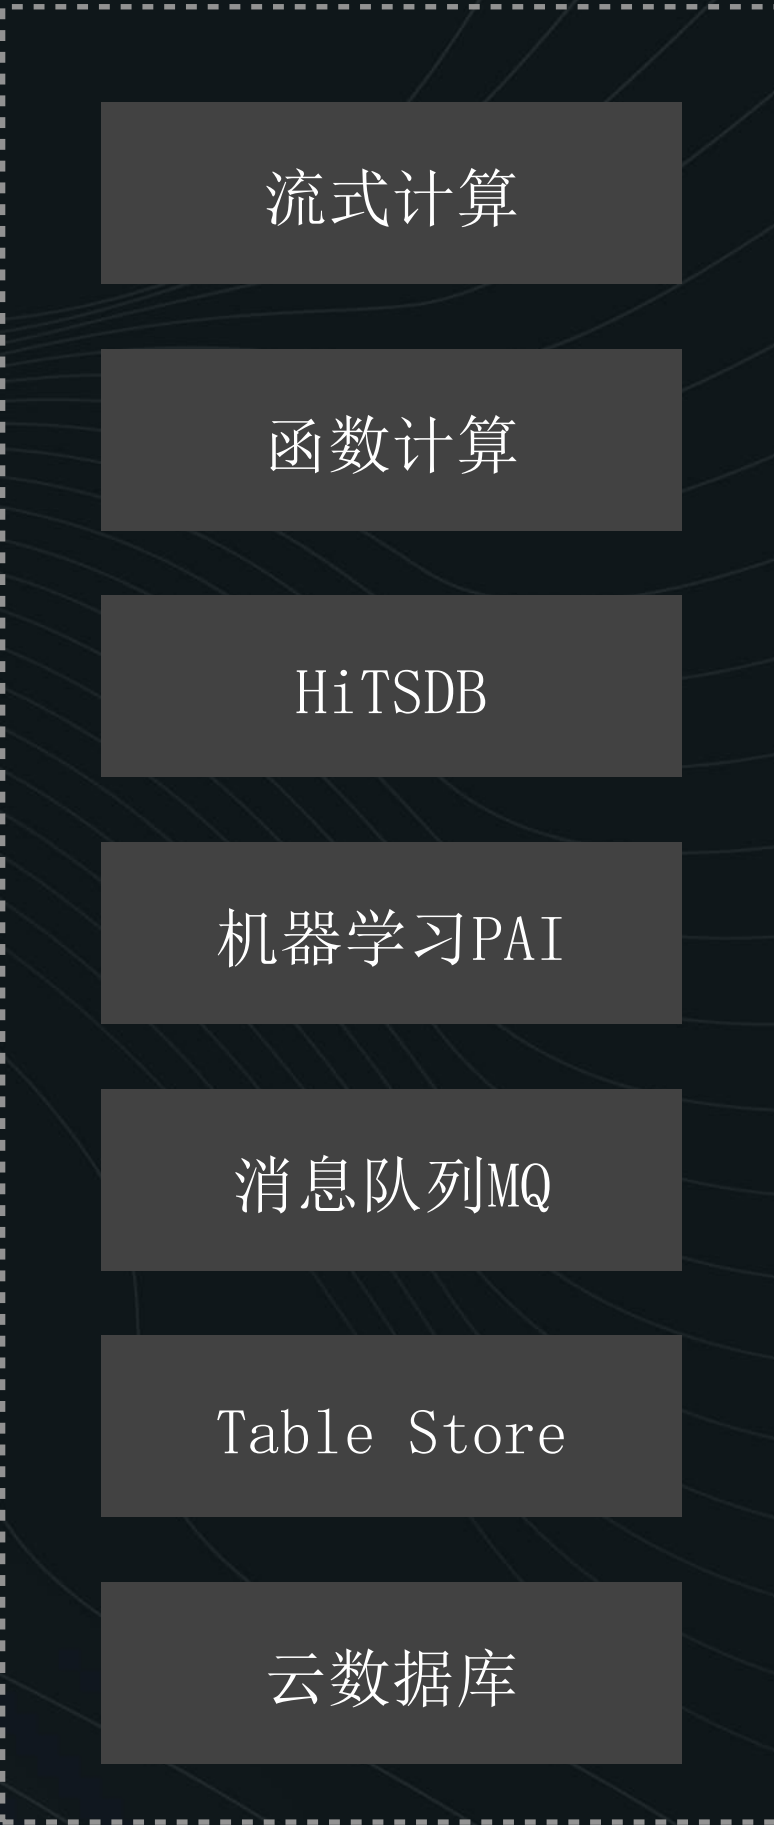 流式计算
函数计算
HiTSDB
机器学习PAI
消息队列MQ
Table Store
云数据库